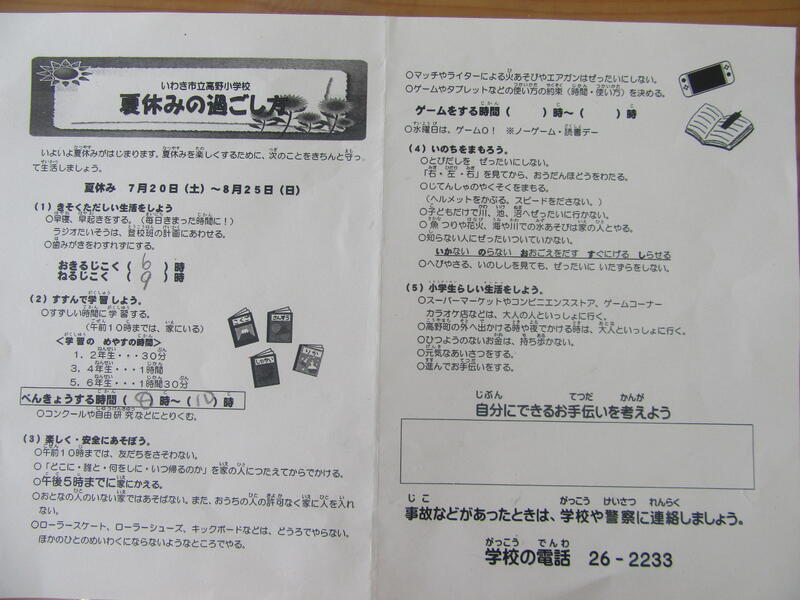 いわき市立高野小学校
夏休みの過ごし方
いよいよ夏休みがはじまります。夏休みを楽しくするために、次のことをきちんと守っ
て生活しましょう。
夏休み 7月20日(土)~8月25日(日)
(1)きそくただしい生活をしよう
○早寝、早起きをする。(毎日きまった時間に!)
ラジオたいそうは、登校班の計画にあわせる。
○歯みがきをわすれずにする。
おきるじこく( 6 )時
ねるじこく( 9 )時
(2)すすんで学習しよう。
○すずしい時間に学習する。
(午前10時までは、家にいる)
<学習の めやすの時間>
1、2年生・・・30分
3、4年生・・・1時間
5、6年生・・・1時間30分
こくご
さんすう
しゃかい
りか
べんきょうする時間( 8 )時~( 10 )時
○コンクールや自由研究などにとりくむ。
(3)楽しく・安全にあそぼう。
○午前10時までは、友だちをさそわない。
○「どこに・誰と・何をしに・いつ帰るのか」を家の人につたえてからでかける。
○午後5時までに家にかえる。
○おとなの人のいない家ではあそばない。また、おうちの人の許可なく家に人を入れ
ない。
○ローラースケート、ローラーシューズ、キックボードなどは、どうろでやらない。
ほかのひとのめいわくにならないようなところでやる。
○マッチやライターによる火あそびやエアガンはぜったいにしない。
○ゲームやタブレットなどの使い方の約束(時間・使い方)を決める。
ゲームをする時間( )時~( )時
○水曜日は、ゲーム0! ※ノーゲーム・読書デー
(4)いのちをまもろう。
○とびだしを ぜったいにしない。
「右・左・右」を見てから、おうだんほどうをわたる。
○じてんしゃのやくそくをまもる。
(ヘルメットをかぶる。スピードをださない。)
○子どもだけで川、池、沼へぜったいに行かない。
○魚つりや花火、海や川での水あそびは家の人とやる。
○知らない人にぜったいついていかない。
いかない のらない おおごえをだす すぐにげる しらせる
○へびやさる、いのししを見ても、ぜったいに いたずらをしない。
(5)小学生らしい生活をしよう。
○スーパーマーケットやコンビニエンスストア、ゲームコーナー
カラオケ店などは、大人の人といっしょに行く。
○高野町の外へ出かける時や夜でかける時は、大人といっしょに行く。
○ひつようのないお金は、持ち歩かない。
○元気なあいさつをする。
○進んでお手伝いをする。
自分にできるお手伝いを考えよう
事故などがあったときは、学校や警察に連絡しましょう。
学校の電話 26-2233